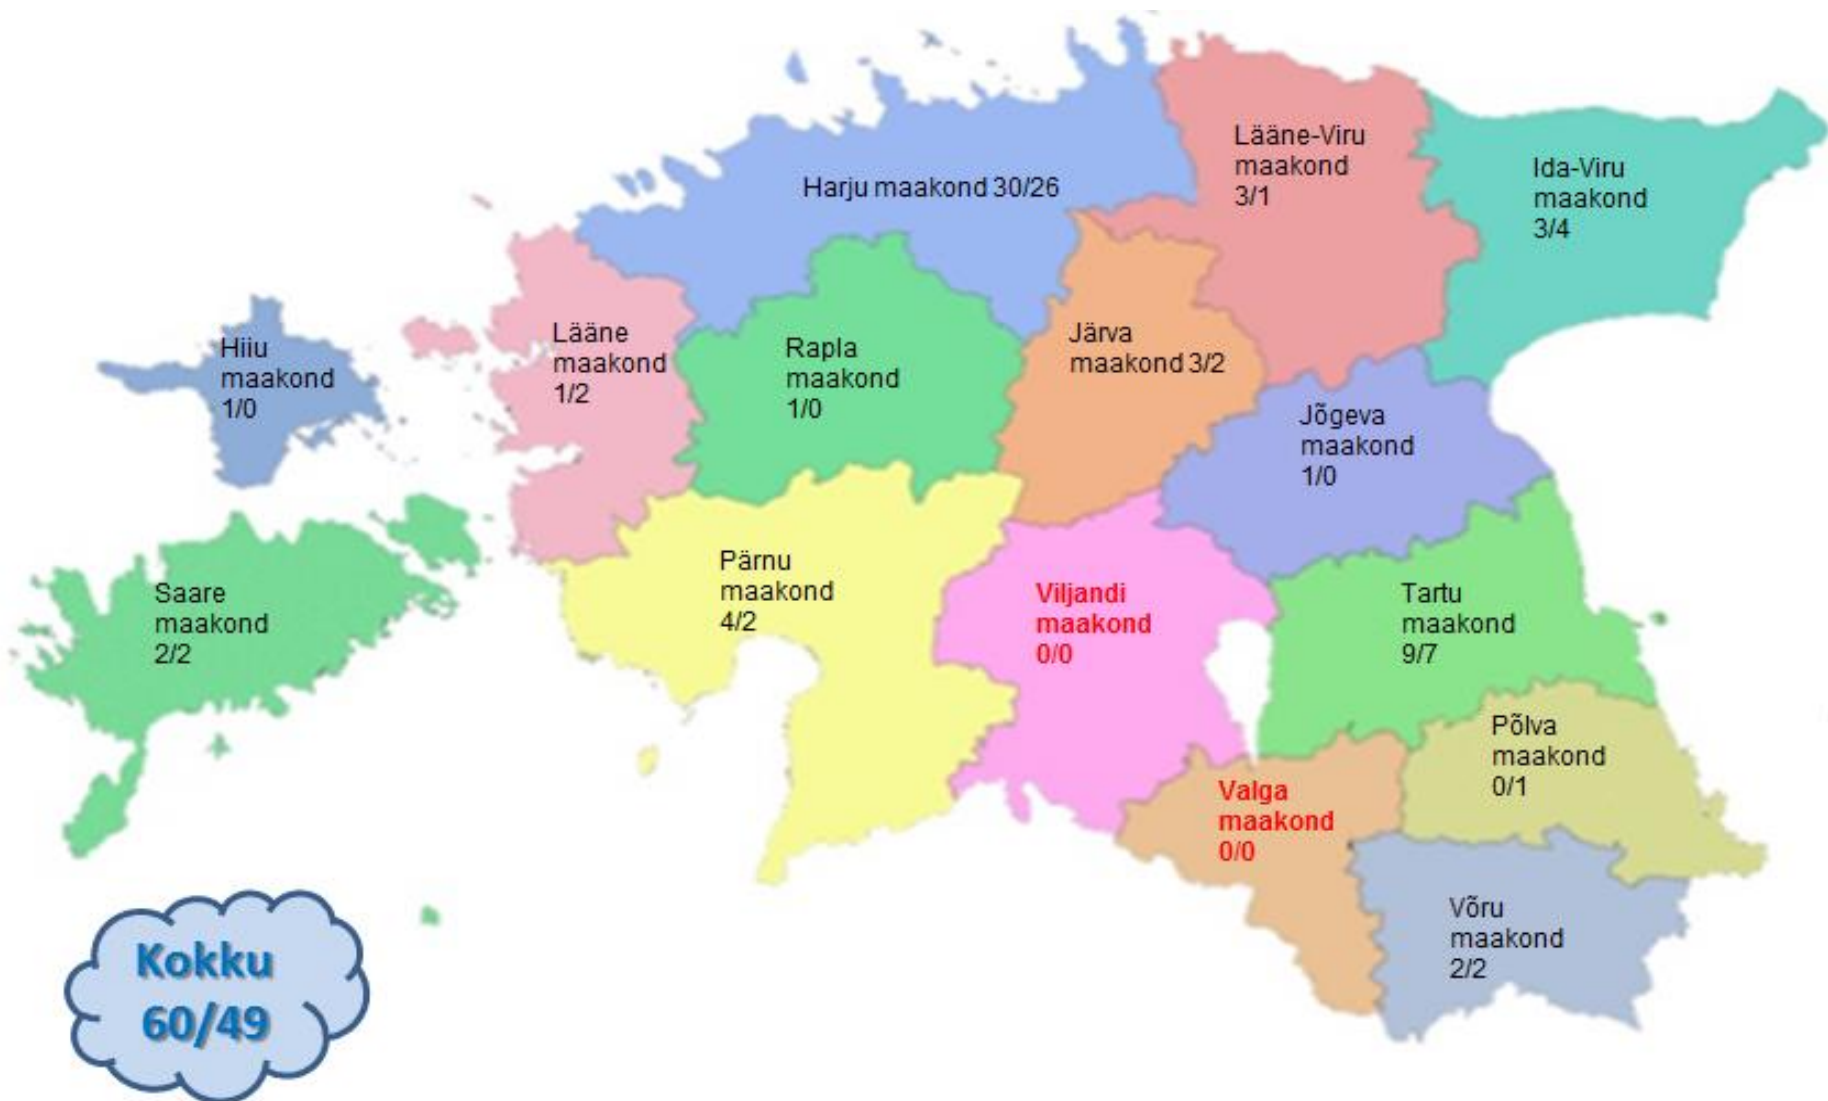 Harju maakond 30/26
Lääne-Viru
maakond
3/1
Ida-Viru
maakond
3/4
Hiiu
maakond
1/0
Lääne
maakond
1/2
Rapla
maakond
1/0
Järva
maakond 3/2
Jõgeva
maakond
1/0
Saare
maakond
2/2
Pärnu
maakond
4/2
Viljandi
maakond
0/0
Tartu
maakond
9/7
Põlva
maakond
0/1
Valga
maakond
0/0
Võru
maakond
2/2
Kokku
60/49